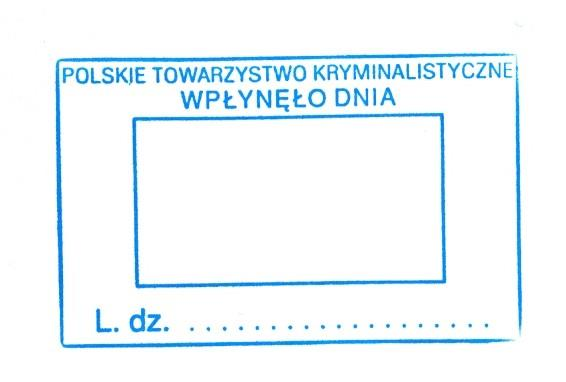 POLSKIE TOWARZYSTWO KRYMINALISTYCZNE
WPŁYNĘŁO DNIA
L. dz. ......................